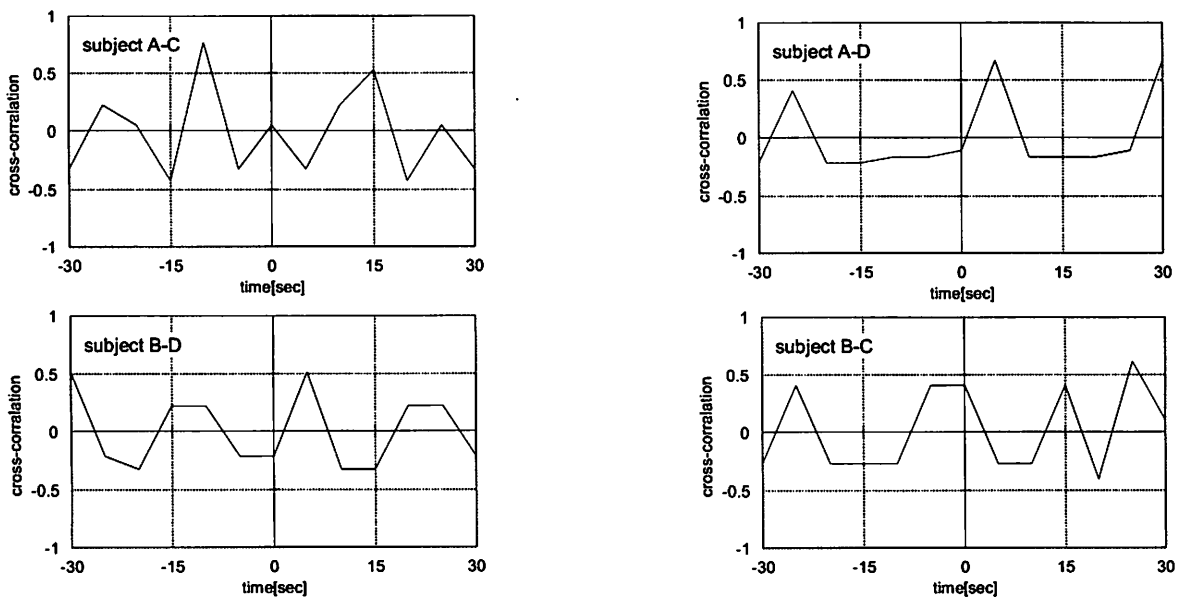 1
subject A-C
0.5
0
-0.5
-1
cross-corralation
-30 -15 0 15 30
time[sec]
1
subject A-D
0.5
0
-0.5
-1
cross-corralation
-30 -15 0 15 30
time[sec]
1
subject B-D
0.5
0
-0.5
-1
cross-corralation
-30 -15 0 15 30
time[sec]
1
subject B-C
0.5
0
-0.5
-1
cross-corralation
-30 -15 0 15 30
time[sec]